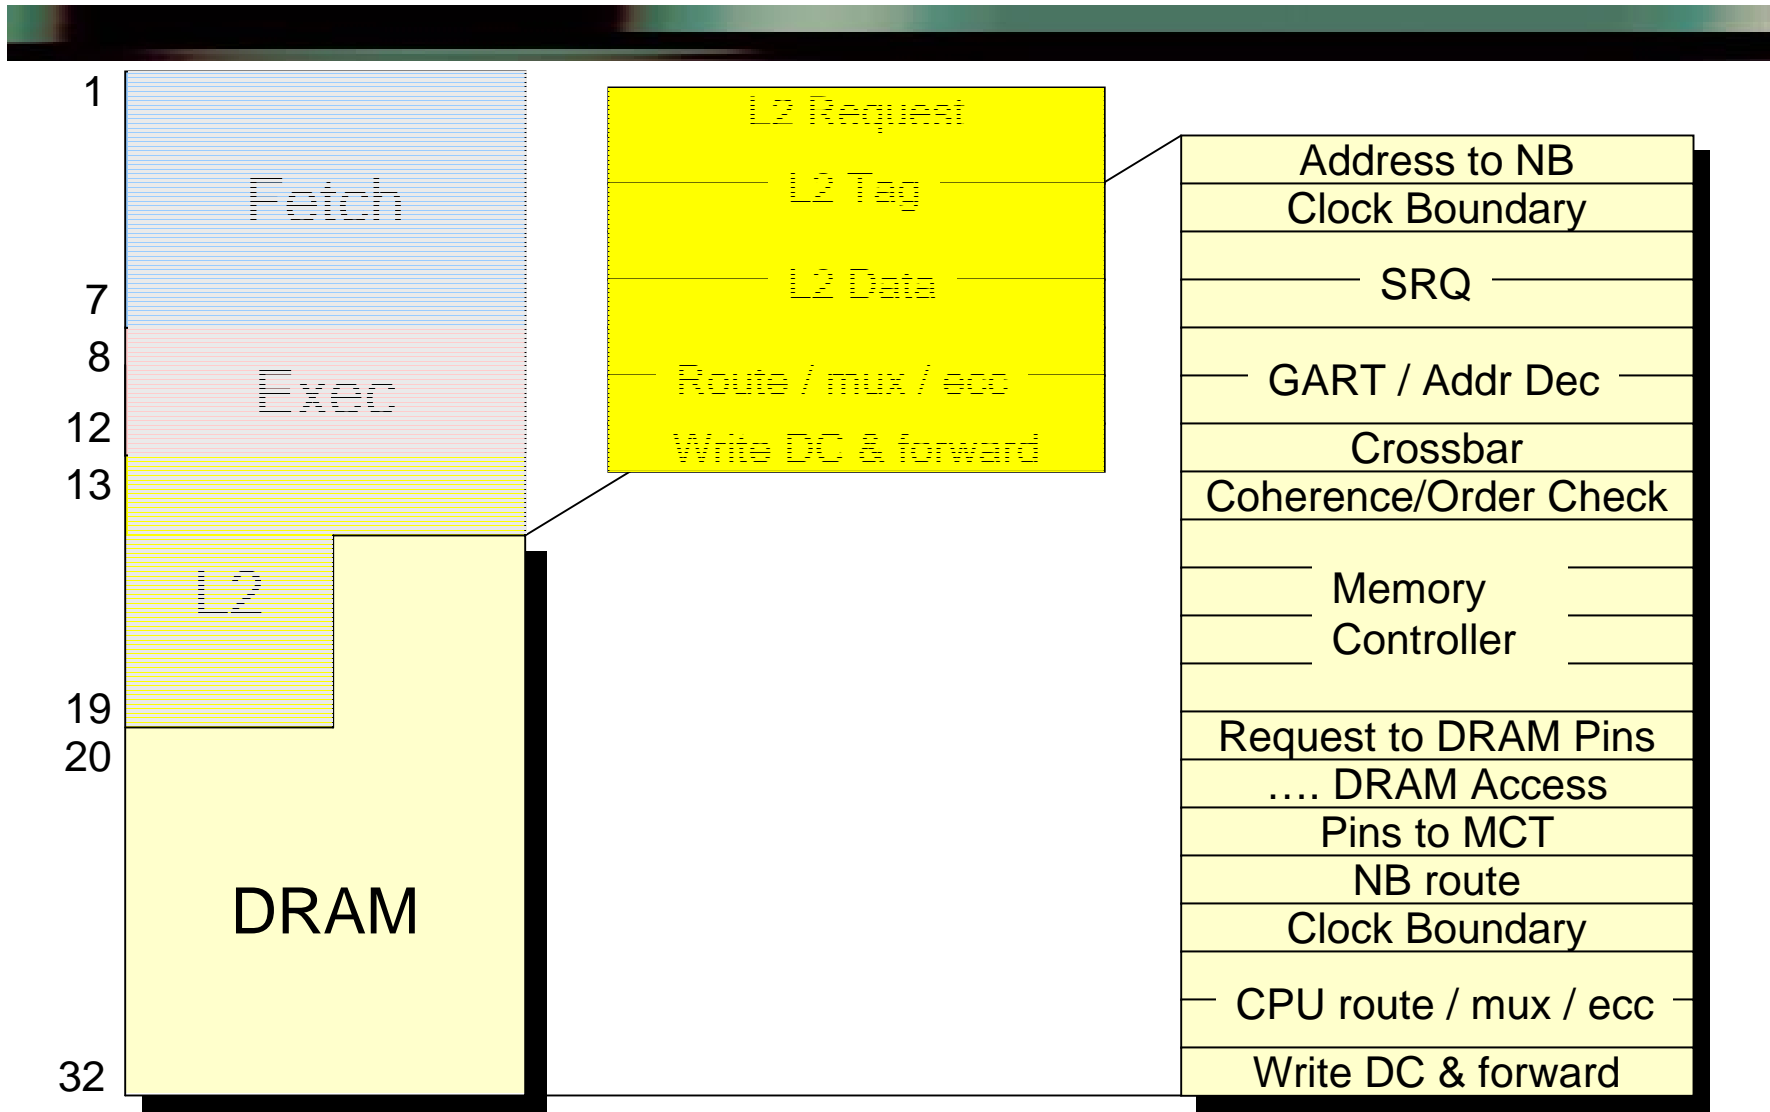 1
7
8
12
13
19
20
32
Fetch
Exec
L2
DRAM
L2 Request
L2 Tag
L2 Data
Route / mux / ecc
Write DC & forward
Address to NB
Clock Boundary
SRQ
GART / Addr Dec
Crossbar
Coherence/Order Check
Memory
Controller
Request to DRAM Pins
…. DRAM Access
Pins to MCT
NB route
Clock Boundary
CPU route / mux / ecc
Write DC & forward